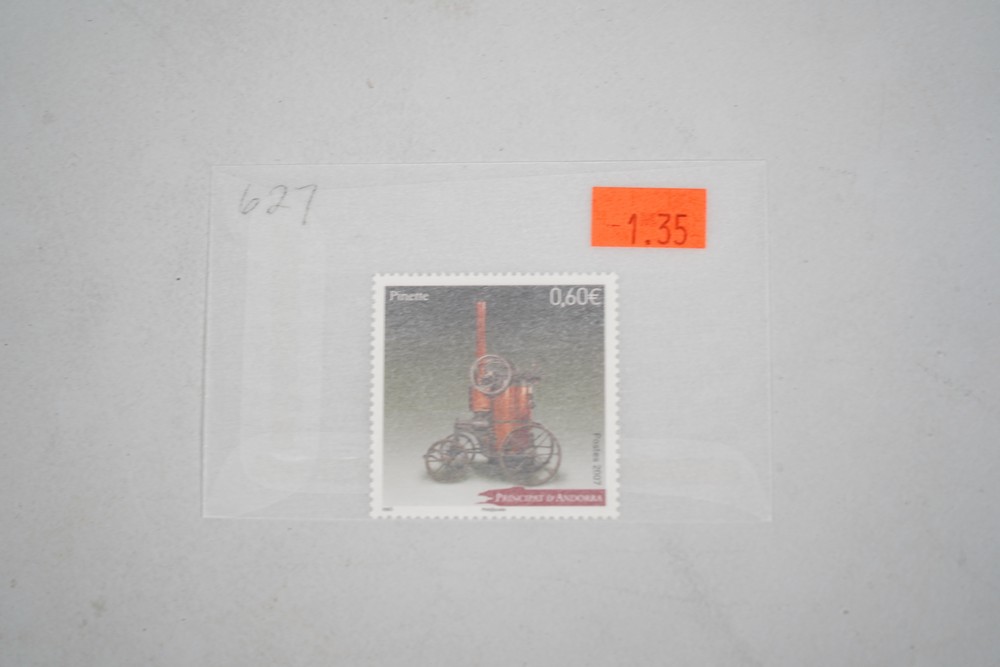 627
-1.35
Pinette
0,60€
Postes 2007
PRINCIPAT D'ANDORRA